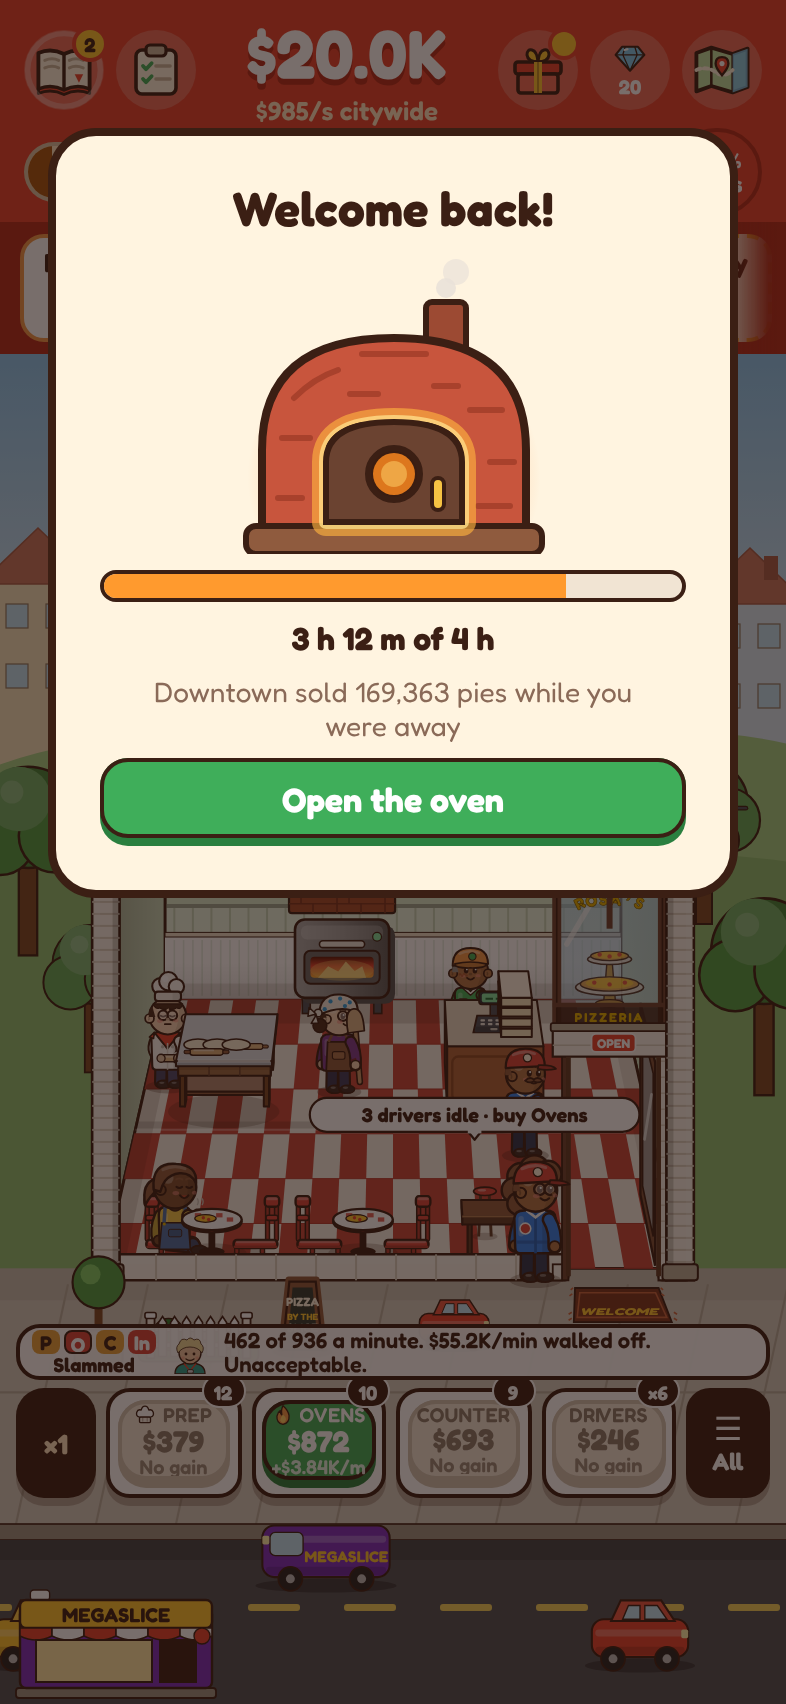 2
$20.0K
$985/s citywide
20
Welcome back!
3 h 12 m of 4 h
Downtown sold 169,363 pies while you
were away
Open the oven
PIZZERIA
OPEN
3 drivers idle · buy Ovens
PIZZA
BY THE
WELCOME
P O C In
Slammed
462 of 936 a minute. $55.2K/min walked off.
Unacceptable.
x1
12
PREP
$379
No gain
10
OVENS
$872
+$3.84K/m
9
COUNTER
$693
No gain
x6
DRIVERS
$246
No gain
All
MEGASLICE
MEGASLICE